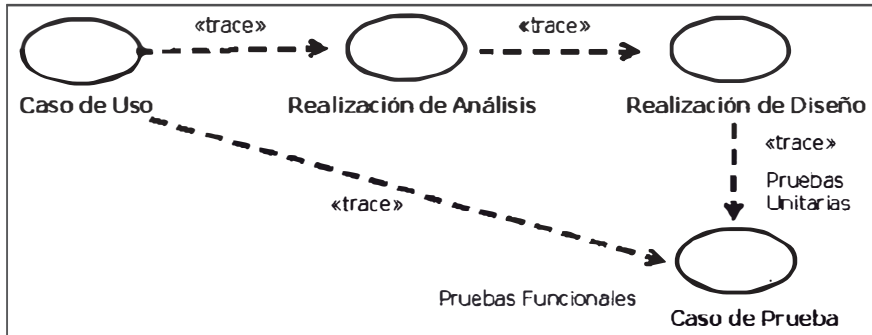 «trace»
«trace»
Caso de Uso
Realización de Análisis
Realización de Diseño
«trace»
Pruebas
Unitarias
«trace»
Pruebas Funcionales
Caso de Prueba